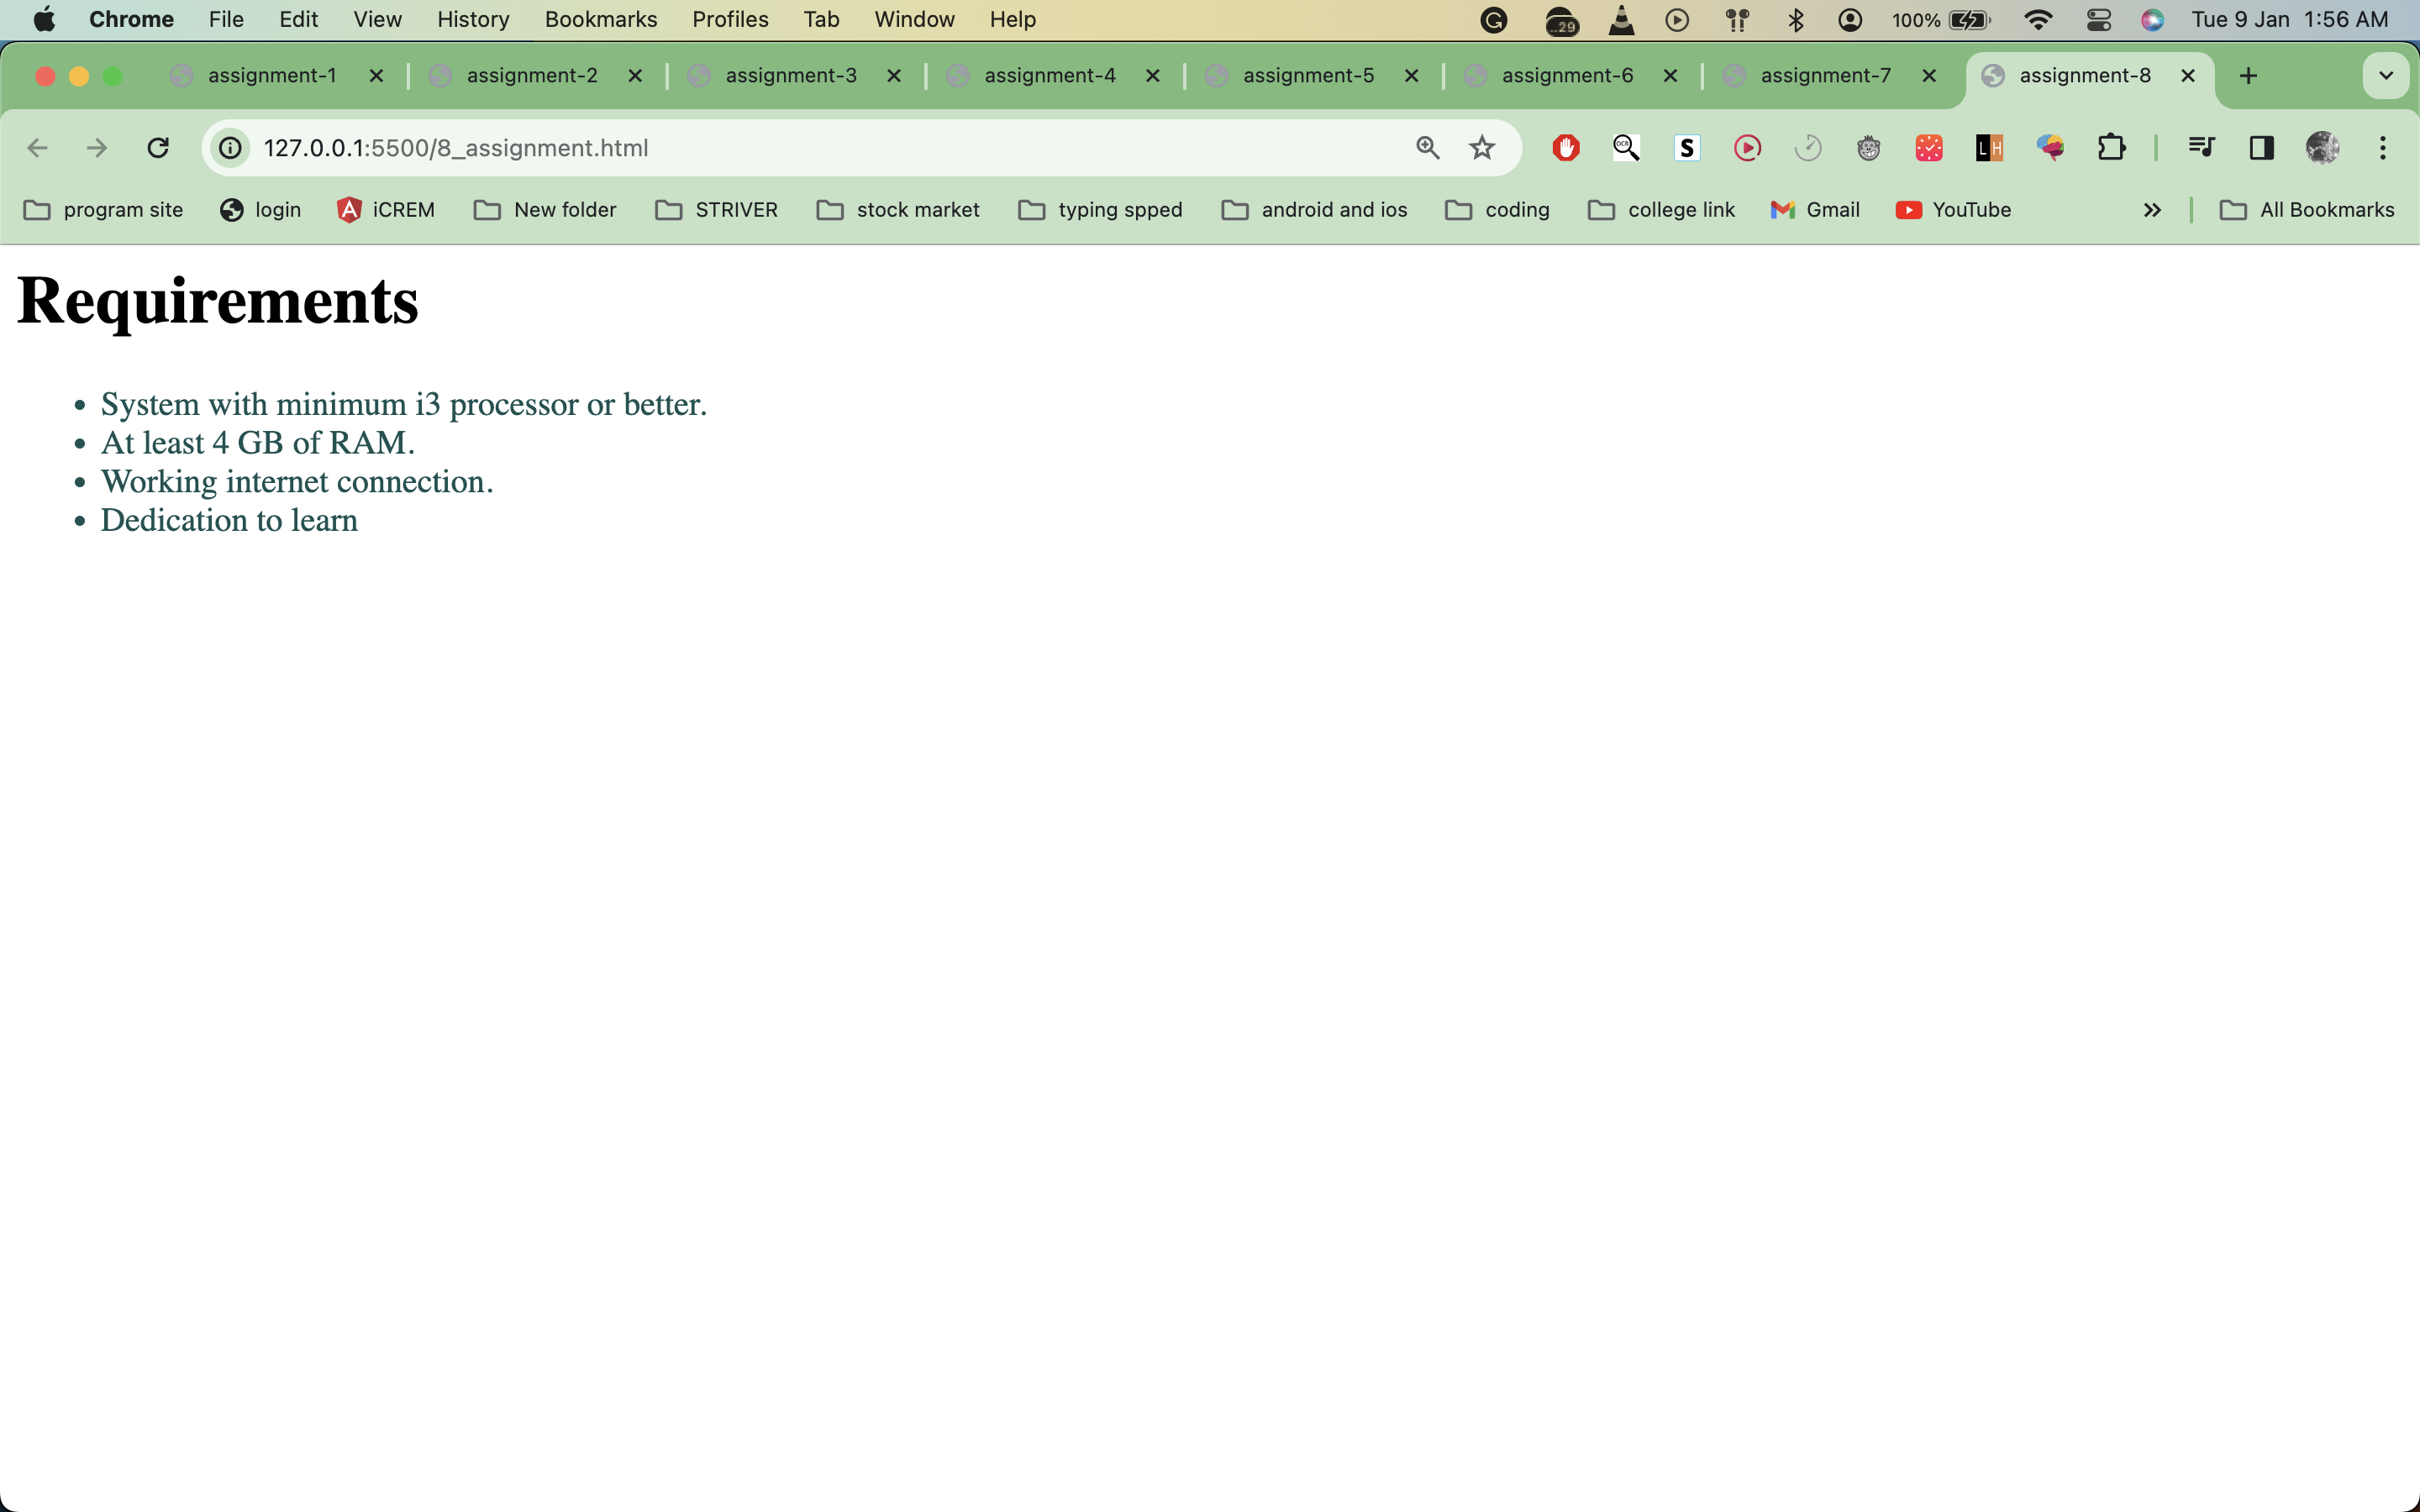 Chrome File Edit View History Bookmarks Profiles Tab Window Help 100% Tue 9 Jan 1:56 AM
assignment-1 assignment-2 assignment-3 assignment-4 assignment-5 assignment-6 assignment-7 assignment-8
127.0.0.1:5500/8_assignment.html
program site login iCREM New folder STRIVER stock market typing spped android and ios coding college link Gmail YouTube All Bookmarks
Requirements
• System with minimum i3 processor or better.
• At least 4 GB of RAM.
• Working internet connection.
• Dedication to learn